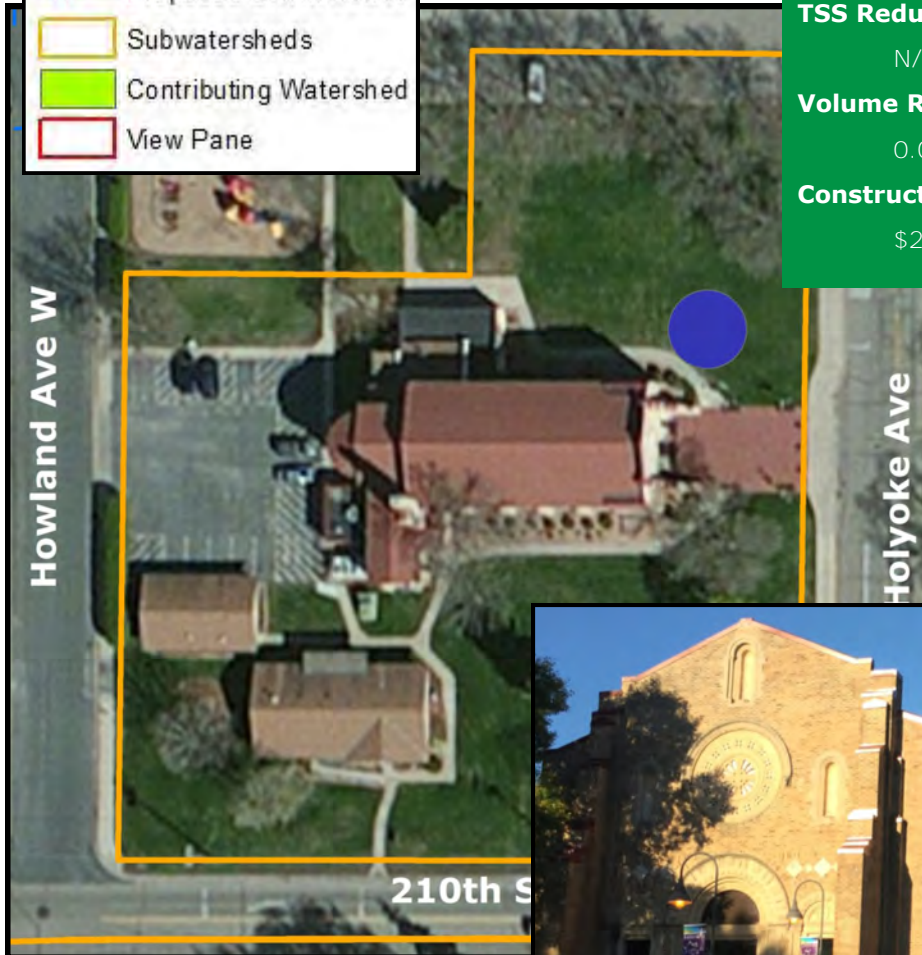 Subwatersheds
Contributing Watershed
View Pane
TSS Redu
N/
Volume R
0.0
Construct
$2
Howland Ave W
Holyoke Ave
210th S